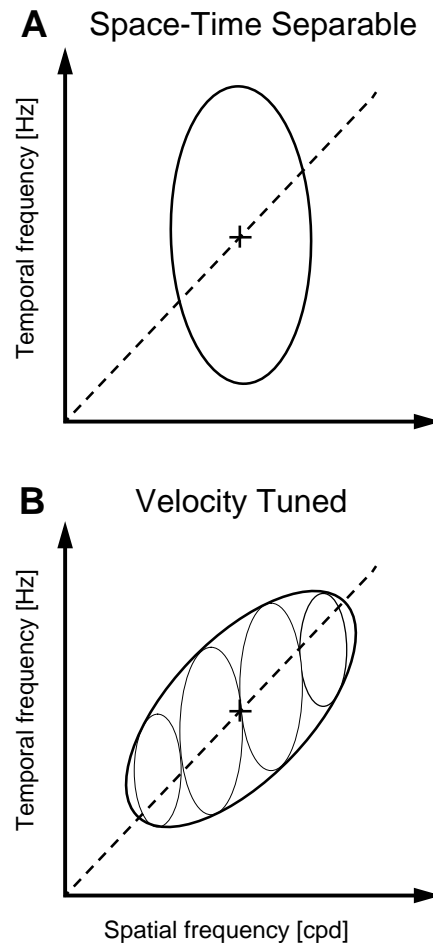 A Space-Time Separable
Temporal frequency [Hz]
B Velocity Tuned
Temporal frequency [Hz]
Spatial frequency [cpd]